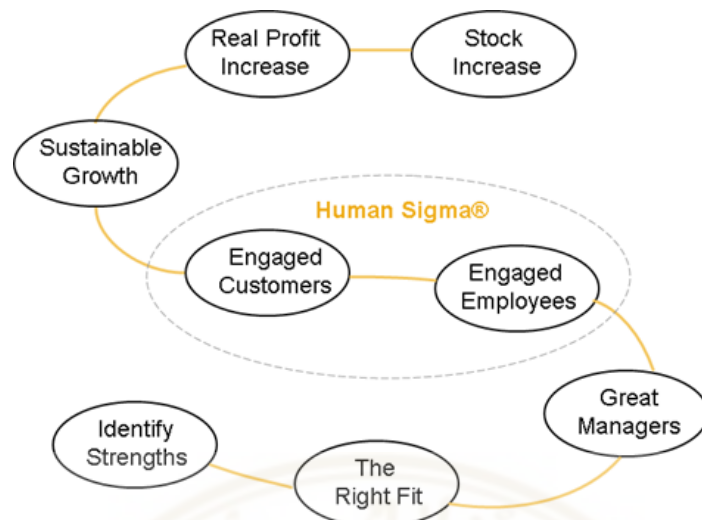 Real Profit
Increase
Stock
Increase
Sustainable
Growth
Human Sigma®
Engaged
Customers
Engaged
Employees
Great
Managers
Identify
Strengths
The
Right Fit